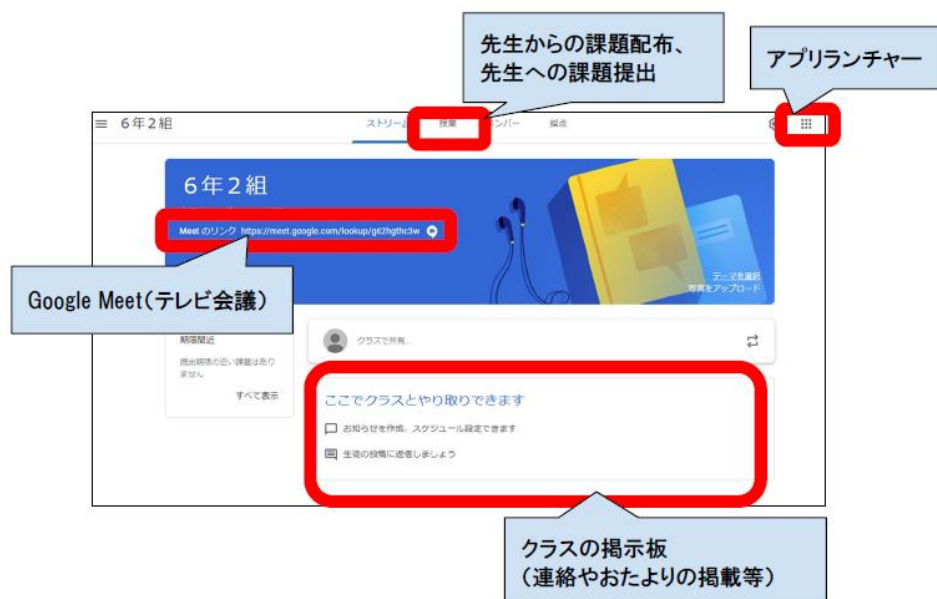 先生からの課題配布、
先生への課題提出
アプリランチャー
6年2組
ストリーム
授業
メンバー
採点
6年2組
Meet のリンク https://meet.google.com/lookup/g62hgthc3w
テーマを選択
写真をアップロード
Google Meet(テレビ会議)
期限間近
提出期限の近い課題はあり
ません
すべて表示
クラスで共有...
ここでクラスとやり取りできます
お知らせを作成、スケジュール設定できます
生徒の投稿に返信しましょう
クラスの掲示板
(連絡やおたよりの掲載等)